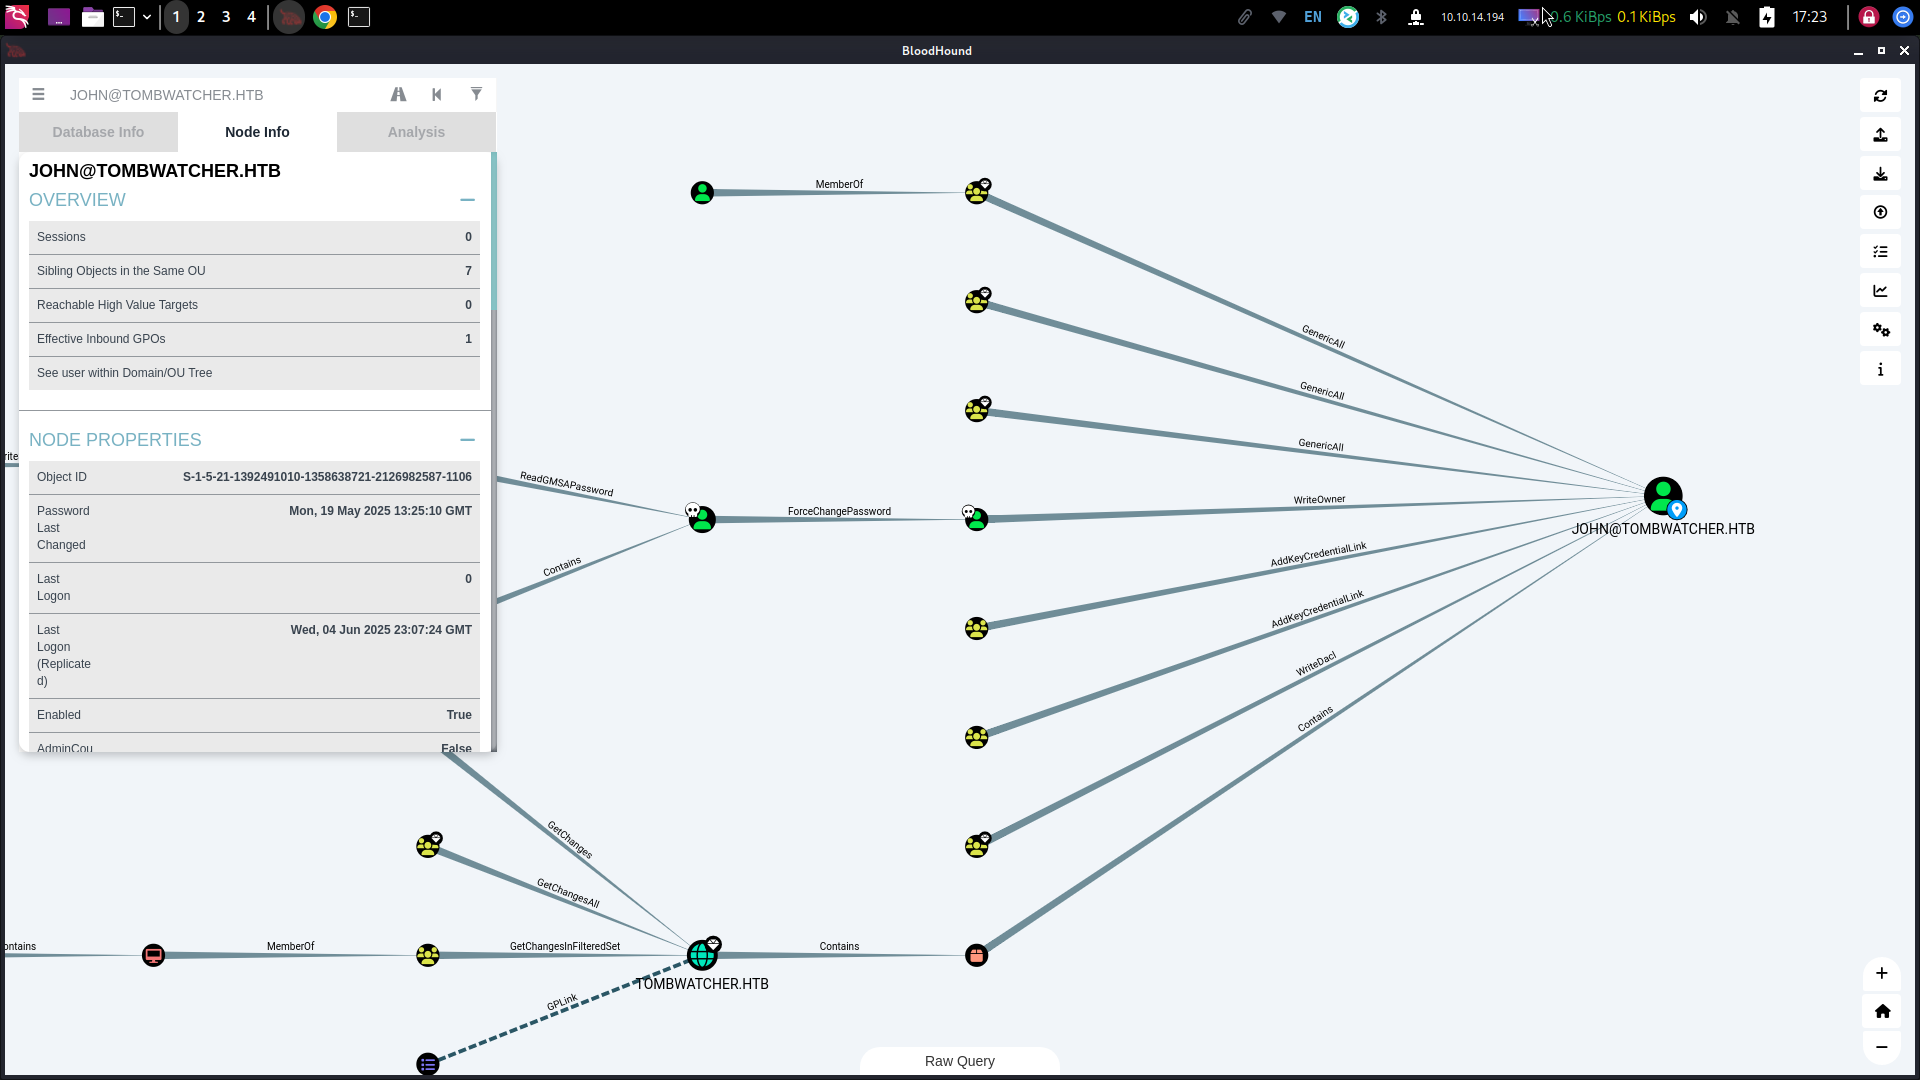 1 2 3 4
EN
10.10.14.194
0.6 KiBps 0.1 KiBps
17:23
BloodHound
JOHN@TOMBWATCHER.HTB
Database Info
Node Info
Analysis
JOHN@TOMBWATCHER.HTB
OVERVIEW
Sessions 0
Sibling Objects in the Same OU 7
Reachable High Value Targets 0
Effective Inbound GPOs 1
See user within Domain/OU Tree
NODE PROPERTIES
Object ID S-1-5-21-1392491010-1358638721-2126982587-1106
Password Mon, 19 May 2025 13:25:10 GMT
Last
Changed
Last 0
Logon
Last Wed, 04 Jun 2025 23:07:24 GMT
Logon
(Replicate
d)
Enabled True
AdminCou False
rite
MemberOf
GenericAll
GenericAll
GenericAll
ReadGMSAPassword
ForceChangePassword
WriteOwner
JOHN@TOMBWATCHER.HTB
Contains
AddKeyCredentialLink
AddKeyCredentialLink
WriteDacl
Contains
GetChanges
GetChangesAll
ontains
MemberOf
GetChangesInFilteredSet
Contains
TOMBWATCHER.HTB
GPLink
Raw Query